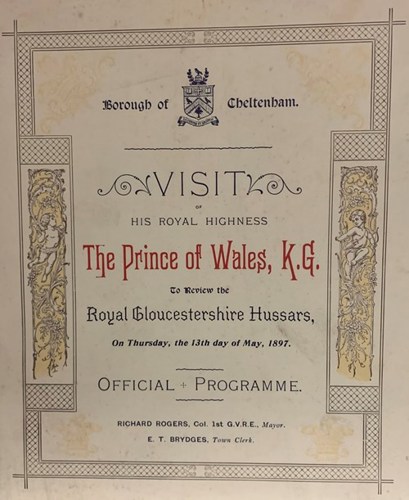 Borough of Cheltenham.
VISIT
OF
HIS ROYAL HIGHNESS
The Prince of Wales, K.G.
To Review the
Royal Gloucestershire Hussars,
On Thursday, the 13th day of May, 1897.
OFFICIAL + PROGRAMME.
RICHARD ROGERS, Col. 1st G.V.R.E., Mayor.
E. T. BRYDGES, Town Clerk.